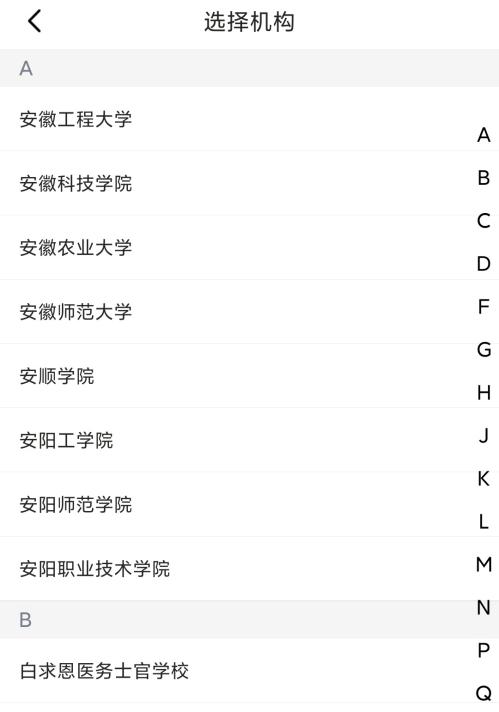 选择机构
A
安徽工程大学
安徽科技学院
安徽农业大学
安徽师范大学
安顺学院
安阳工学院
安阳师范学院
安阳职业技术学院
B
白求恩医务士官学校
A
B
C
D
F
G
H
J
K
L
M
N
P
Q